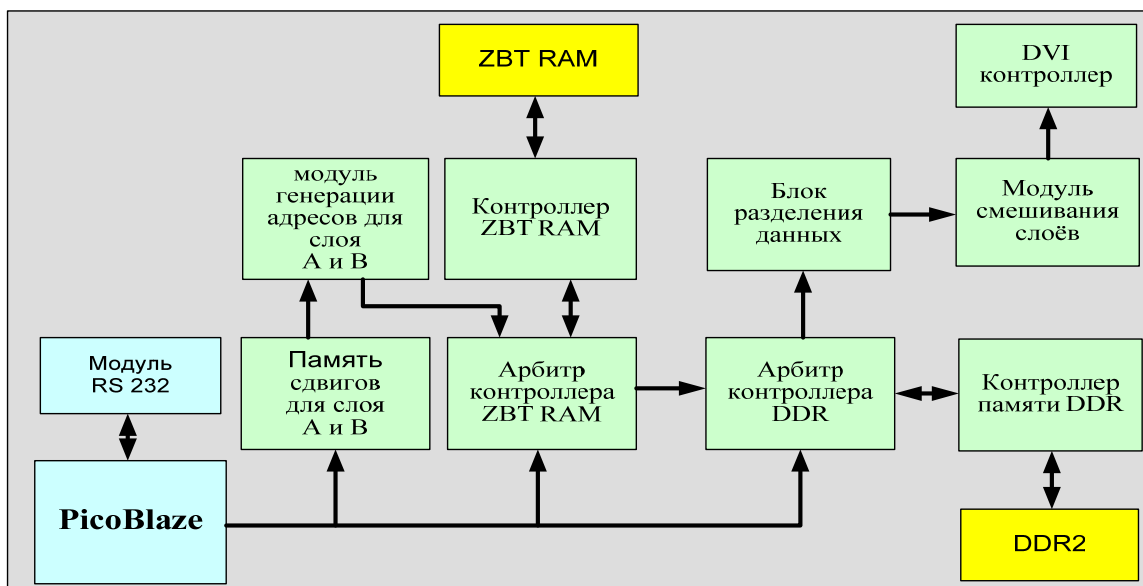 ZBT RAM
DVI
контроллер
модуль
генерации
адресов для
слоя
А и В
Контроллер
ZBT RAM
Блок
разделения
данных
Модуль
смешивания
слоёв
Модуль
RS 232
Память
сдвигов
для слоя
А и В
Арбитр
контроллера
ZBT RAM
Арбитр
контроллера
DDR
Контроллер
памяти DDR
PicoBlaze
DDR2